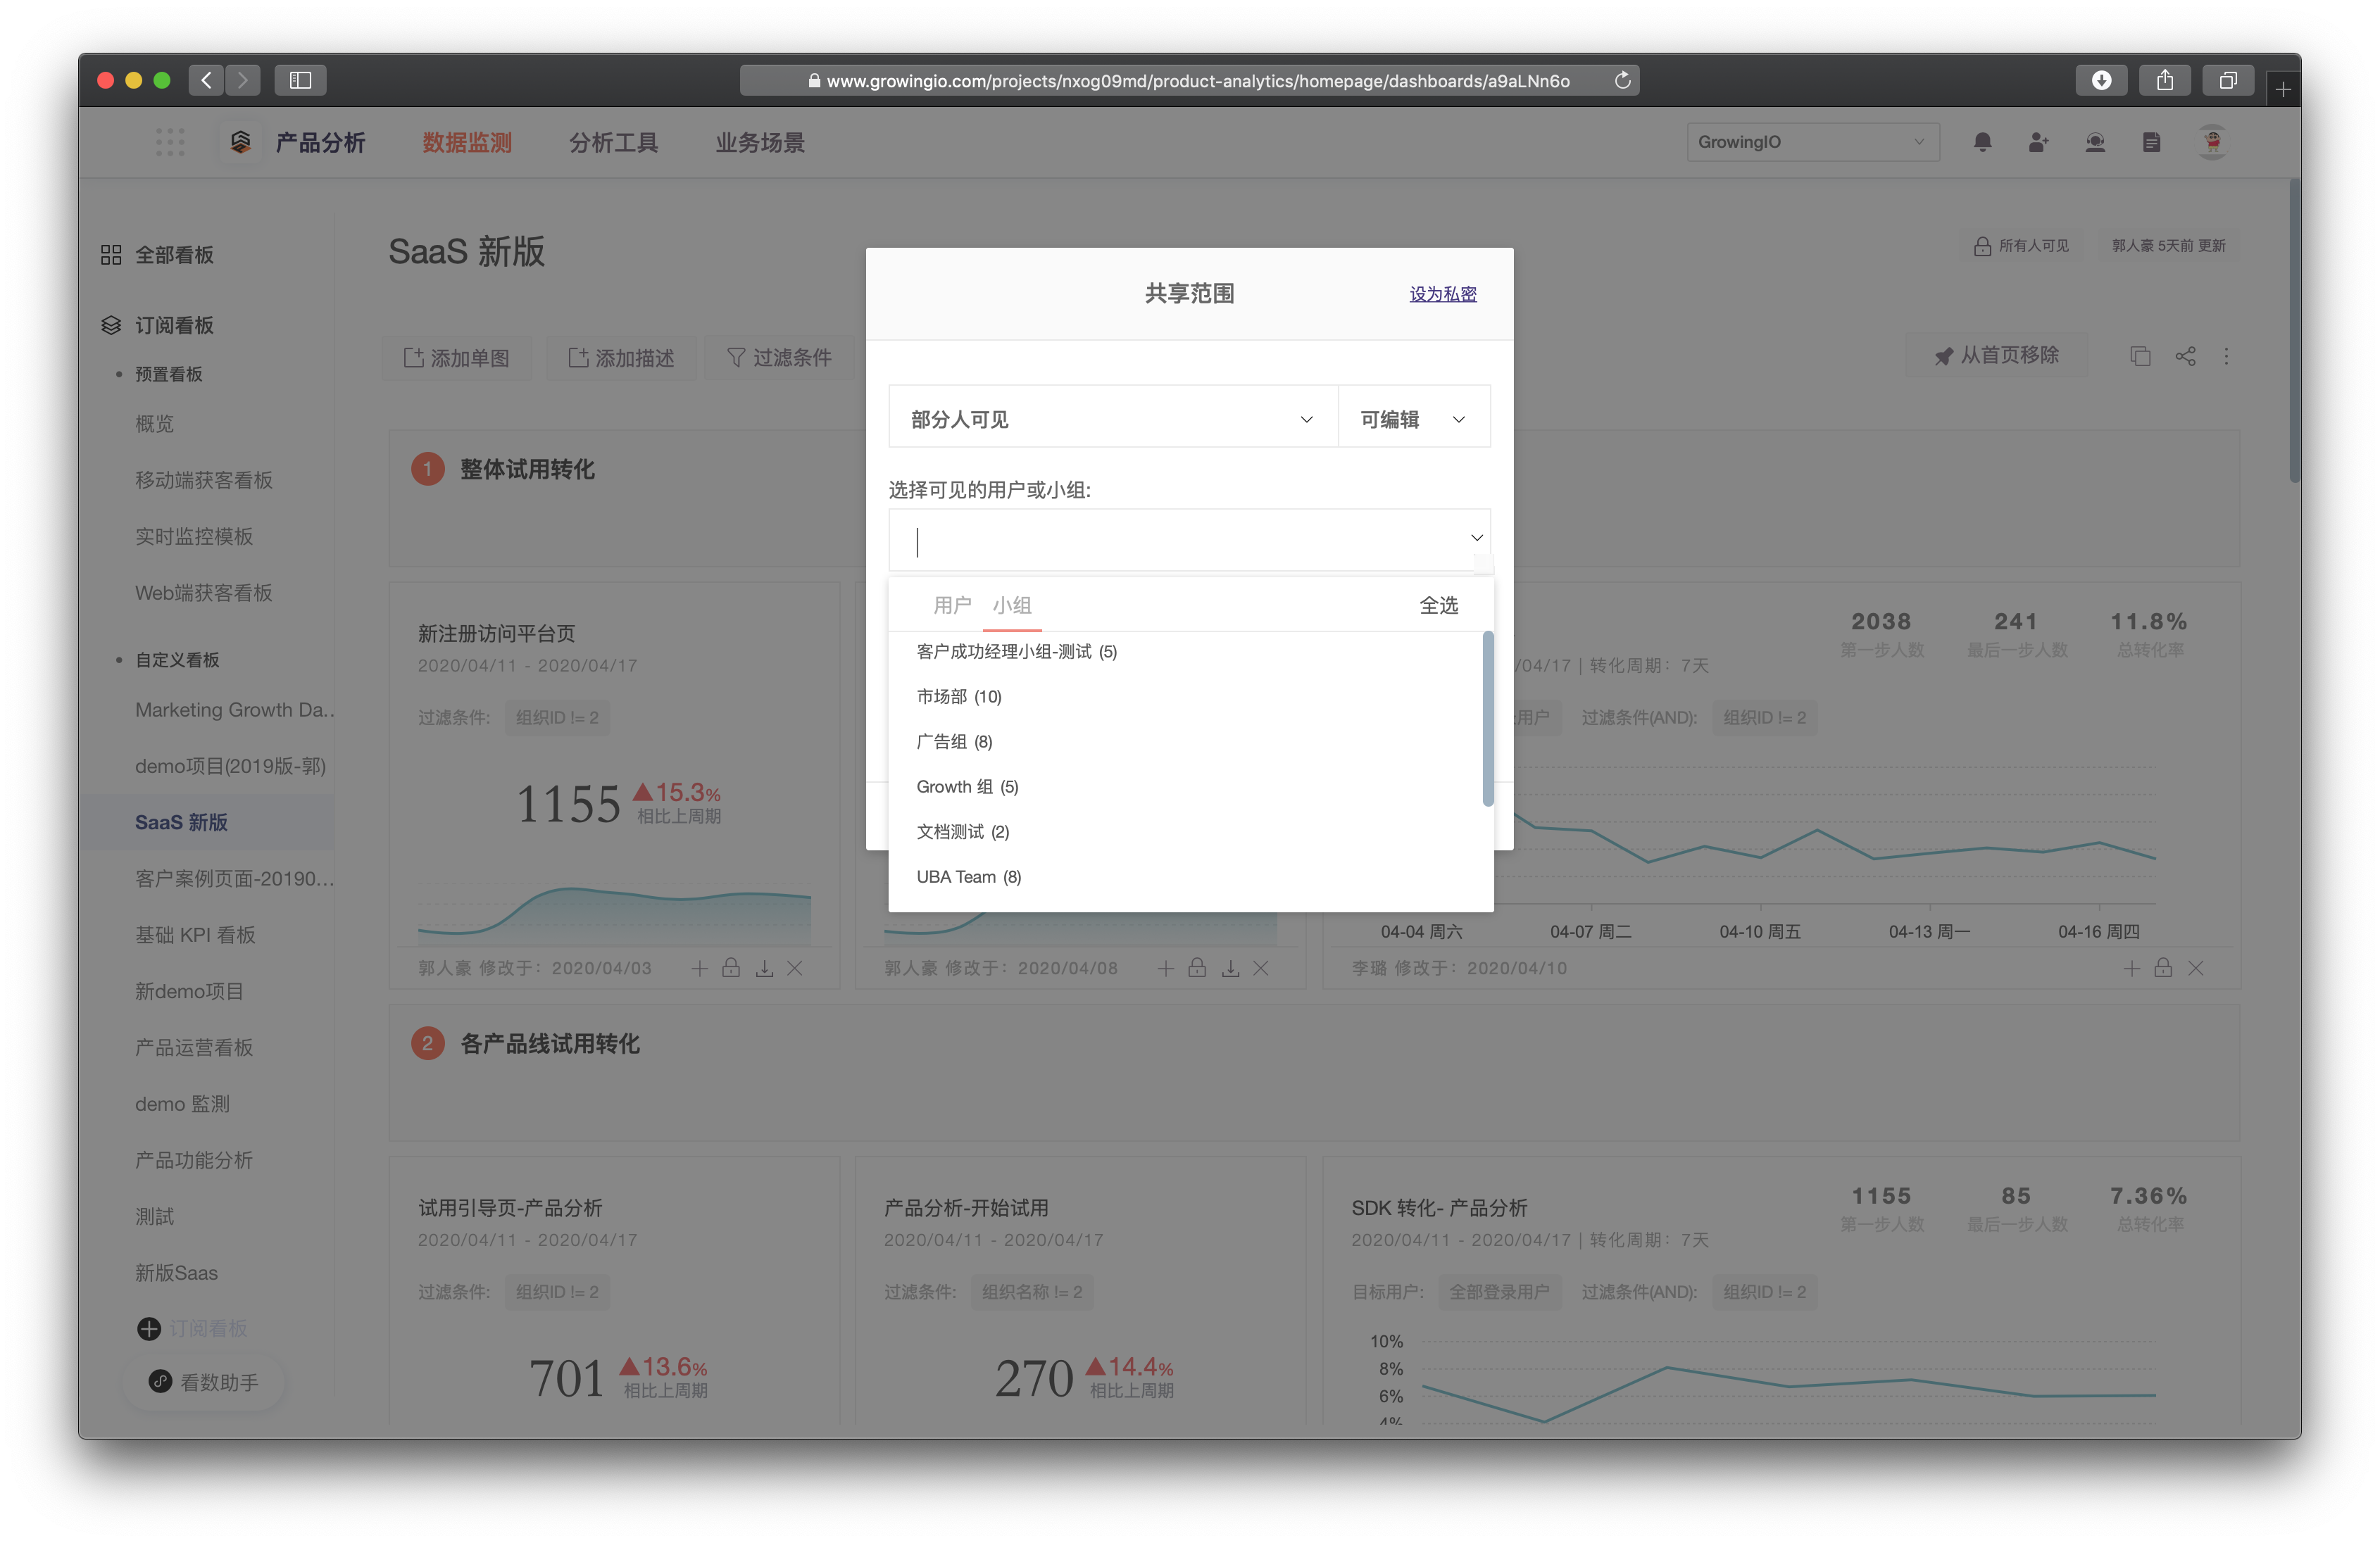 www.growingio.com/projects/nxog09md/product-analytics/homepage/dashboards/a9aLNn6o
产品分析
数据监测
分析工具
业务场景
GrowingIO
全部看板
订阅看板
预置看板
概览
移动端获客看板
实时监控模板
Web端获客看板
自定义看板
Marketing Growth Da...
demo项目(2019版-郭)
SaaS 新版
客户案例页面-20190...
基础 KPI 看板
新demo项目
产品运营看板
demo 監測
产品功能分析
测試
新版Saas
订阅看板
看数助手
SaaS 新版
所有人可见
郭人豪 5天前 更新
添加单图
添加描述
过滤条件
从首页移除
共享范围
设为私密
部分人可见
可编辑
选择可见的用户或小组:
用户
小组
全选
客户成功经理小组-测试 (5)
市场部 (10)
广告组 (8)
Growth 组 (5)
文档测试 (2)
UBA Team (8)
1 整体试用转化
新注册访问平台页
2020/04/11 - 2020/04/17
过滤条件: 组织ID != 2
1155 ▲15.3%
相比上周期
郭人豪 修改于: 2020/04/03
郭人豪 修改于: 2020/04/08
2038 241 11.8%
第一步人数 最后一步人数 总转化率
/04/17 | 转化周期: 7天
用户 过滤条件(AND): 组织ID != 2
04-04 周六 04-07 周二 04-10 周五 04-13 周一 04-16 周四
李璐 修改于: 2020/04/10
2 各产品线试用转化
试用引导页-产品分析
2020/04/11 - 2020/04/17
过滤条件: 组织ID != 2
701 ▲13.6%
相比上周期
产品分析-开始试用
2020/04/11 - 2020/04/17
过滤条件: 组织名称 != 2
270 ▲14.4%
相比上周期
SDK 转化- 产品分析
2020/04/11 - 2020/04/17 | 转化周期: 7天
1155 85 7.36%
第一步人数 最后一步人数 总转化率
目标用户: 全部登录用户 过滤条件(AND): 组织ID != 2
10%
8%
6%
4%